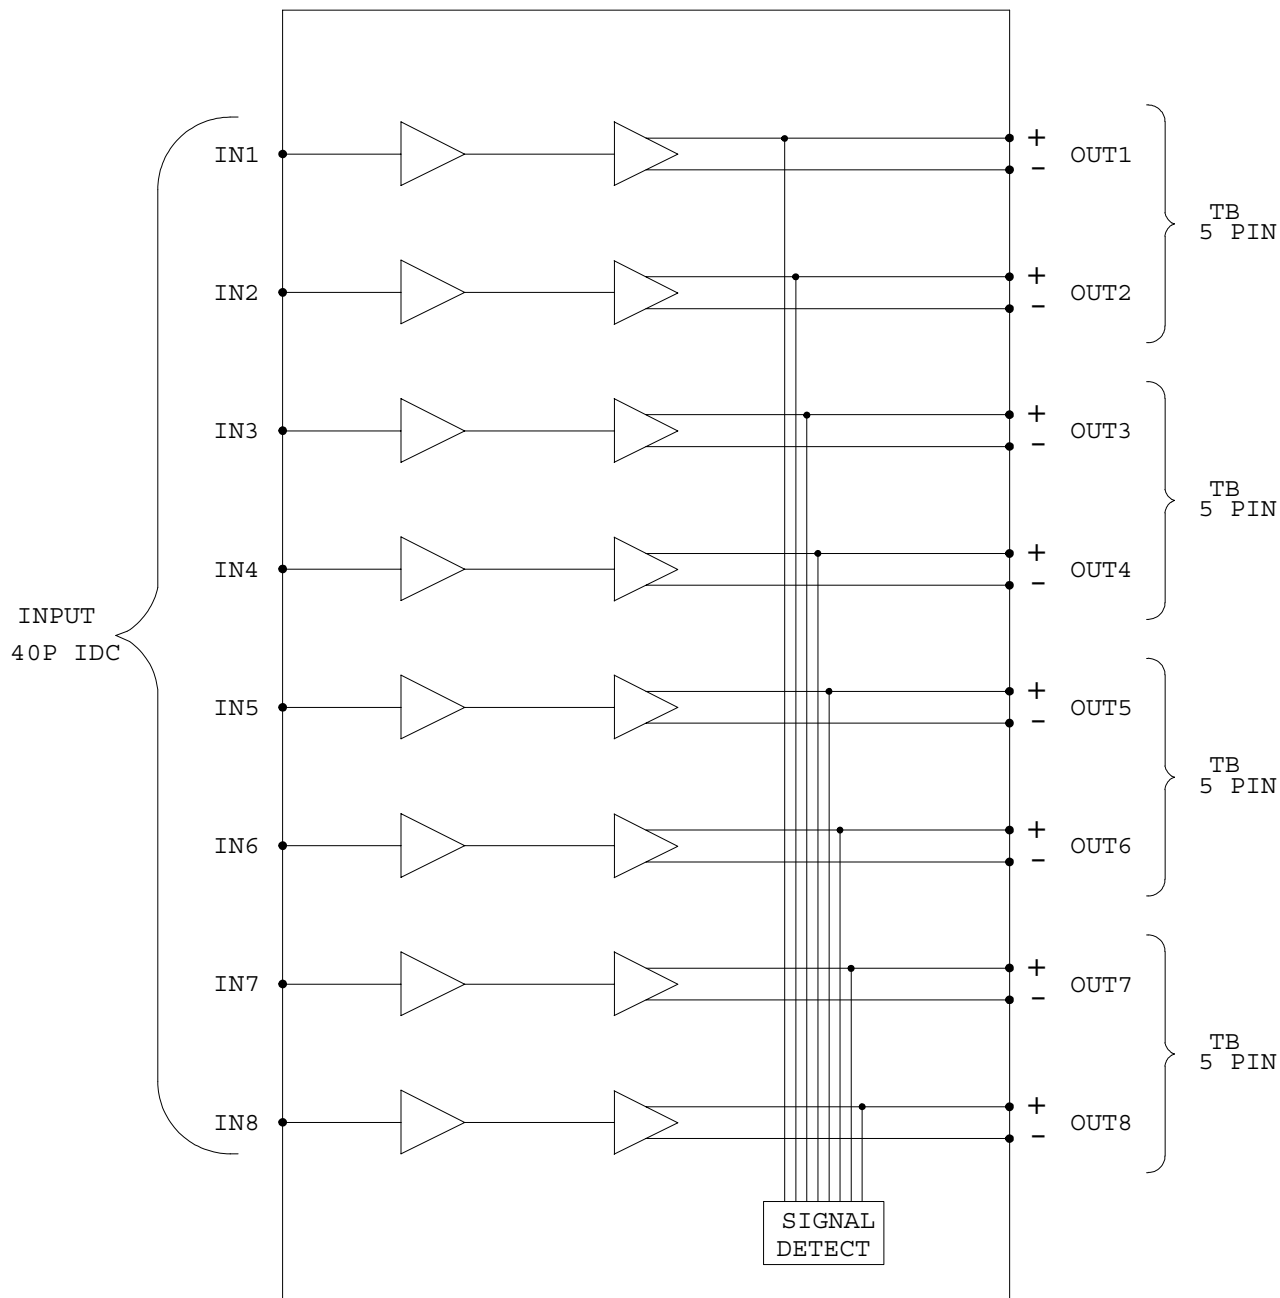 IN1
+
-
OUT1
TB
5 PIN
IN2
+
-
OUT2
IN3
+
-
OUT3
TB
5 PIN
IN4
+
-
OUT4
INPUT
40P IDC
IN5
+
-
OUT5
TB
5 PIN
IN6
+
-
OUT6
IN7
+
-
OUT7
TB
5 PIN
IN8
+
-
OUT8
SIGNAL
DETECT